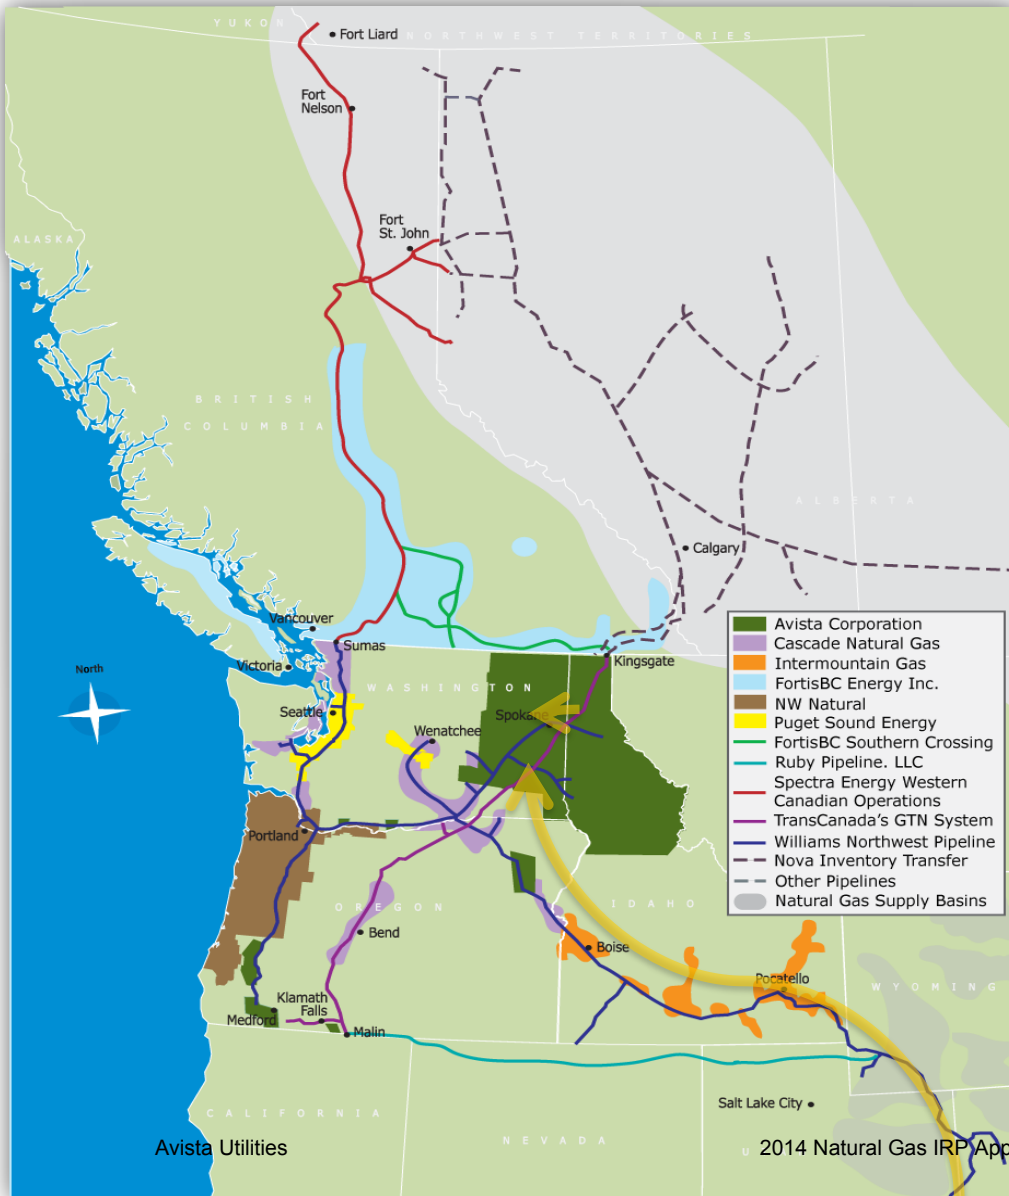 YUKON
Fort Liard
NORTHWEST TERRITORIES
Fort
Nelson
Fort
St. John
ALASKA
BRITISH
COLUMBIA
ALBERTA
Calgary
Vancouver
Sumas
Victoria
Kingsgate
North
WASHINGTON
Seattle
Spokane
Wenatchee
Portland
OREGON
IDAHO
Bend
Boise
Pocatello
WYOMING
Klamath
Falls
Medford
Malin
Salt Lake City
CALIFORNIA
NEVADA
U
Avista Corporation
Cascade Natural Gas
Intermountain Gas
FortisBC Energy Inc.
NW Natural
Puget Sound Energy
FortisBC Southern Crossing
Ruby Pipeline. LLC
Spectra Energy Western
Canadian Operations
TransCanada's GTN System
Williams Northwest Pipeline
Nova Inventory Transfer
Other Pipelines
Natural Gas Supply Basins
Avista Utilities
2014 Natural Gas IRP App